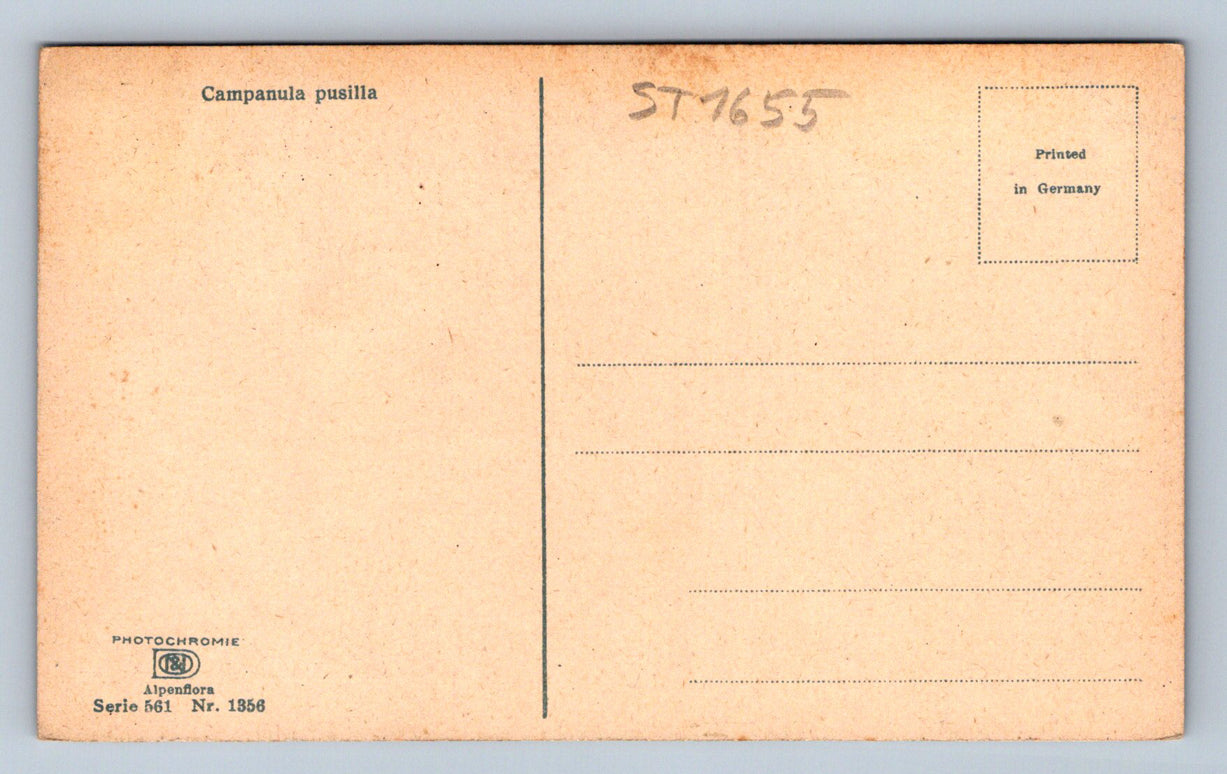 Campanula pusilla
ST1655
Printed
in Germany
PHOTOCHROMIE
Alpenflora
Serie 561 Nr. 1356